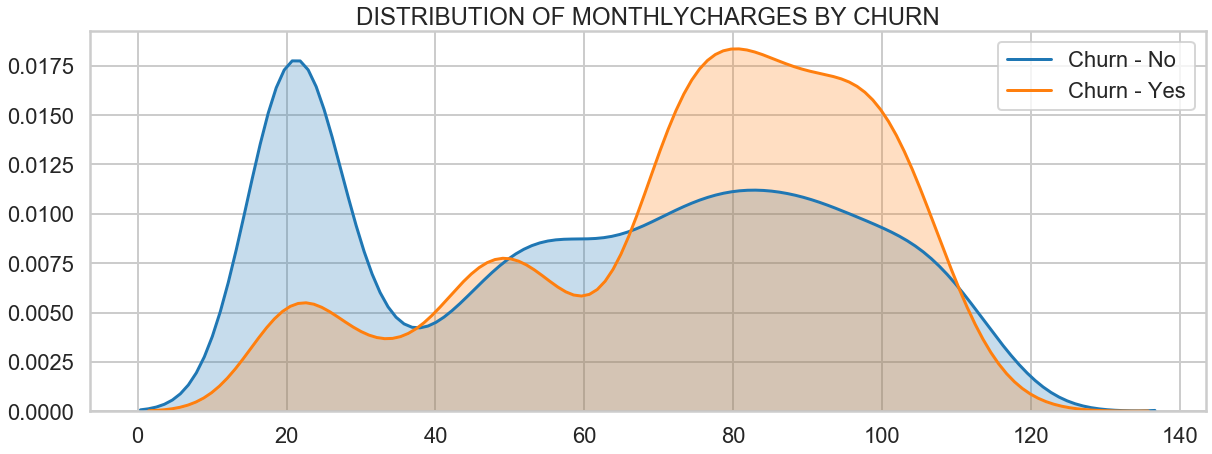 DISTRIBUTION OF MONTHLYCHARGES BY CHURN
Churn - No
Churn - Yes
0.0175
0.0150
0.0125
0.0100
0.0075
0.0050
0.0025
0.0000
0 20 40 60 80 100 120 140